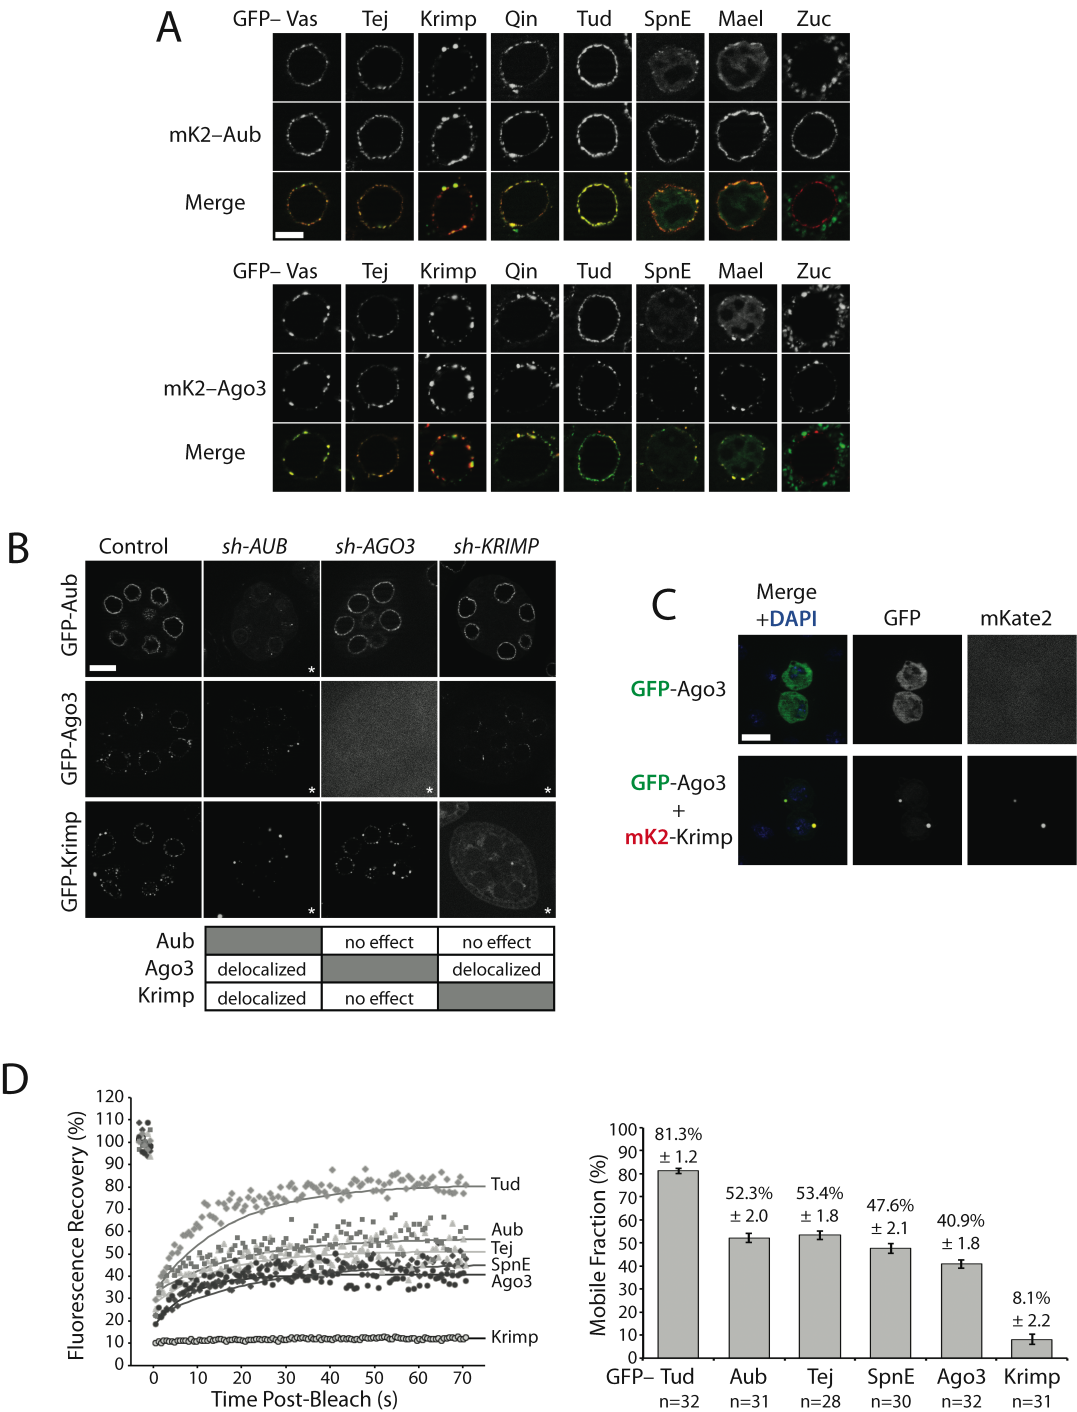 A
GFP– Vas Tej Krimp Qin Tud SpnE Mael Zuc
mK2–Aub
Merge
GFP– Vas Tej Krimp Qin Tud SpnE Mael Zuc
mK2–Ago3
Merge
B
Control sh-AUB sh-AGO3 sh-KRIMP
GFP-Aub
*
GFP-Ago3
* * *
GFP-Krimp
* *
Aub no effect no effect
Ago3 delocalized delocalized
Krimp delocalized no effect
C
Merge
+DAPI GFP mKate2
GFP-Ago3
GFP-Ago3
+
mK2-Krimp
D
Fluorescence Recovery (%)
120
110
100
90
80
70
60
50
40
30
20
10
0
0 10 20 30 40 50 60 70
Time Post-Bleach (s)
Tud
Aub
Tej
SpnE
Ago3
Krimp
Mobile Fraction (%)
100
90
80
70
60
50
40
30
20
10
0
81.3%
± 1.2
52.3%
± 2.0
53.4%
± 1.8
47.6%
± 2.1
40.9%
± 1.8
8.1%
± 2.2
GFP– Tud Aub Tej SpnE Ago3 Krimp
n=32 n=31 n=28 n=30 n=32 n=31